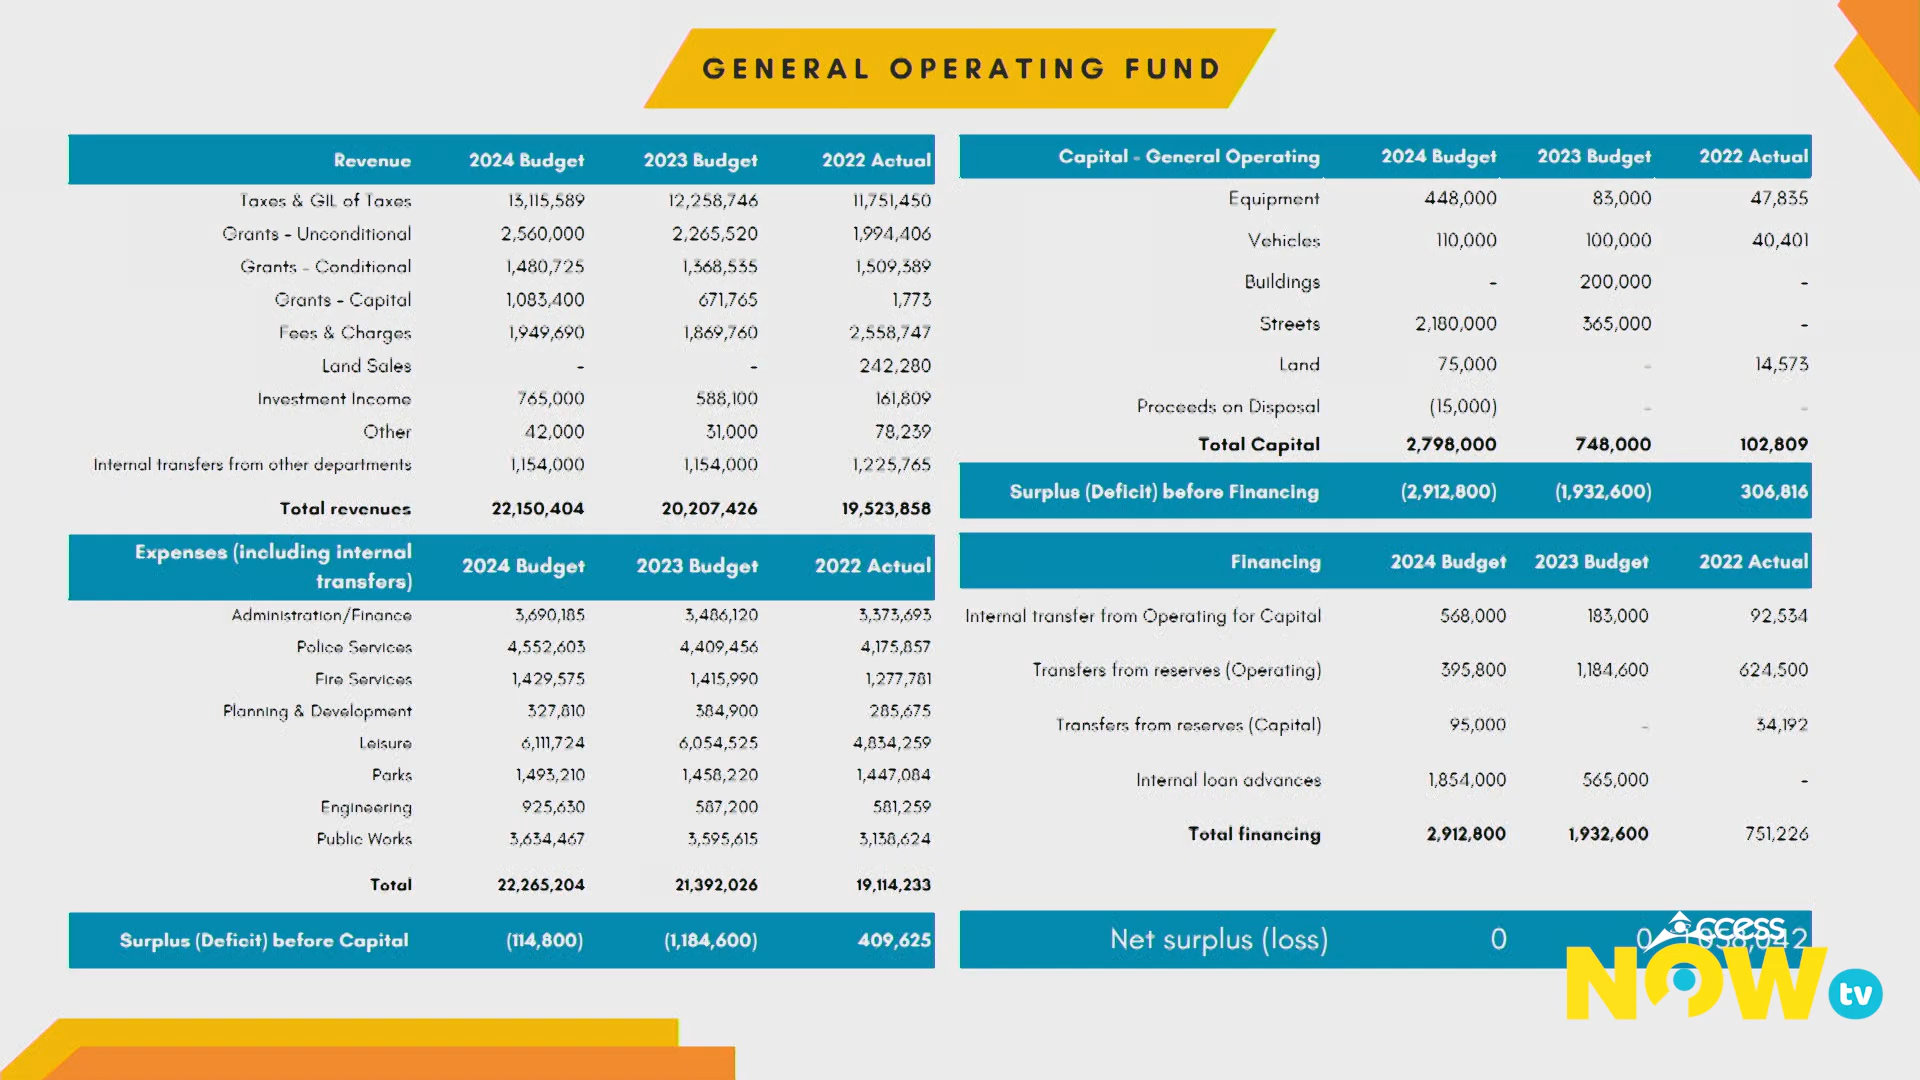 GENERAL OPERATING FUND
Revenue 2024 Budget 2023 Budget 2022 Actual
Taxes & GIL of Taxes 13,115,589 12,258,746 11,751,450
Grants - Unconditional 2,560,000 2,265,520 1,994,406
Grants - Conditional 1,480,725 1,368,535 1,509,389
Grants - Capital 1,083,400 671,765 1,773
Fees & Charges 1,949,690 1,869,760 2,558,747
Land Sales - - 242,280
Investment Income 765,000 588,100 161,809
Other 42,000 31,000 78,239
Internal transfers from other departments 1,154,000 1,154,000 1,225,765
Total revenues 22,150,404 20,207,426 19,523,858
Expenses (including internal
transfers) 2024 Budget 2023 Budget 2022 Actual
Administration/Finance 3,690,185 3,486,120 3,373,693
Police Services 4,552,603 4,409,456 4,175,857
Fire Services 1,429,575 1,415,990 1,277,781
Planning & Development 327,810 384,900 285,675
Leisure 6,111,724 6,054,525 4,834,259
Parks 1,493,210 1,458,220 1,447,084
Engineering 925,630 587,200 581,259
Public Works 3,634,467 3,595,615 3,138,624
Total 22,265,204 21,392,026 19,114,233
Surplus (Deficit) before Capital (114,800) (1,184,600) 409,625
Capital - General Operating 2024 Budget 2023 Budget 2022 Actual
Equipment 448,000 83,000 47,835
Vehicles 110,000 100,000 40,401
Buildings - 200,000 -
Streets 2,180,000 365,000 -
Land 75,000 - 14,573
Proceeds on Disposal (15,000) - -
Total Capital 2,798,000 748,000 102,809
Surplus (Deficit) before Financing (2,912,800) (1,932,600) 306,816
Financing 2024 Budget 2023 Budget 2022 Actual
Internal transfer from Operating for Capital 568,000 183,000 92,534
Transfers from reserves (Operating) 395,800 1,184,600 624,500
Transfers from reserves (Capital) 95,000 - 34,192
Internal loan advances 1,854,000 565,000 -
Total financing 2,912,800 1,932,600 751,226
Net surplus (loss) 0 0
Access
NOW tv